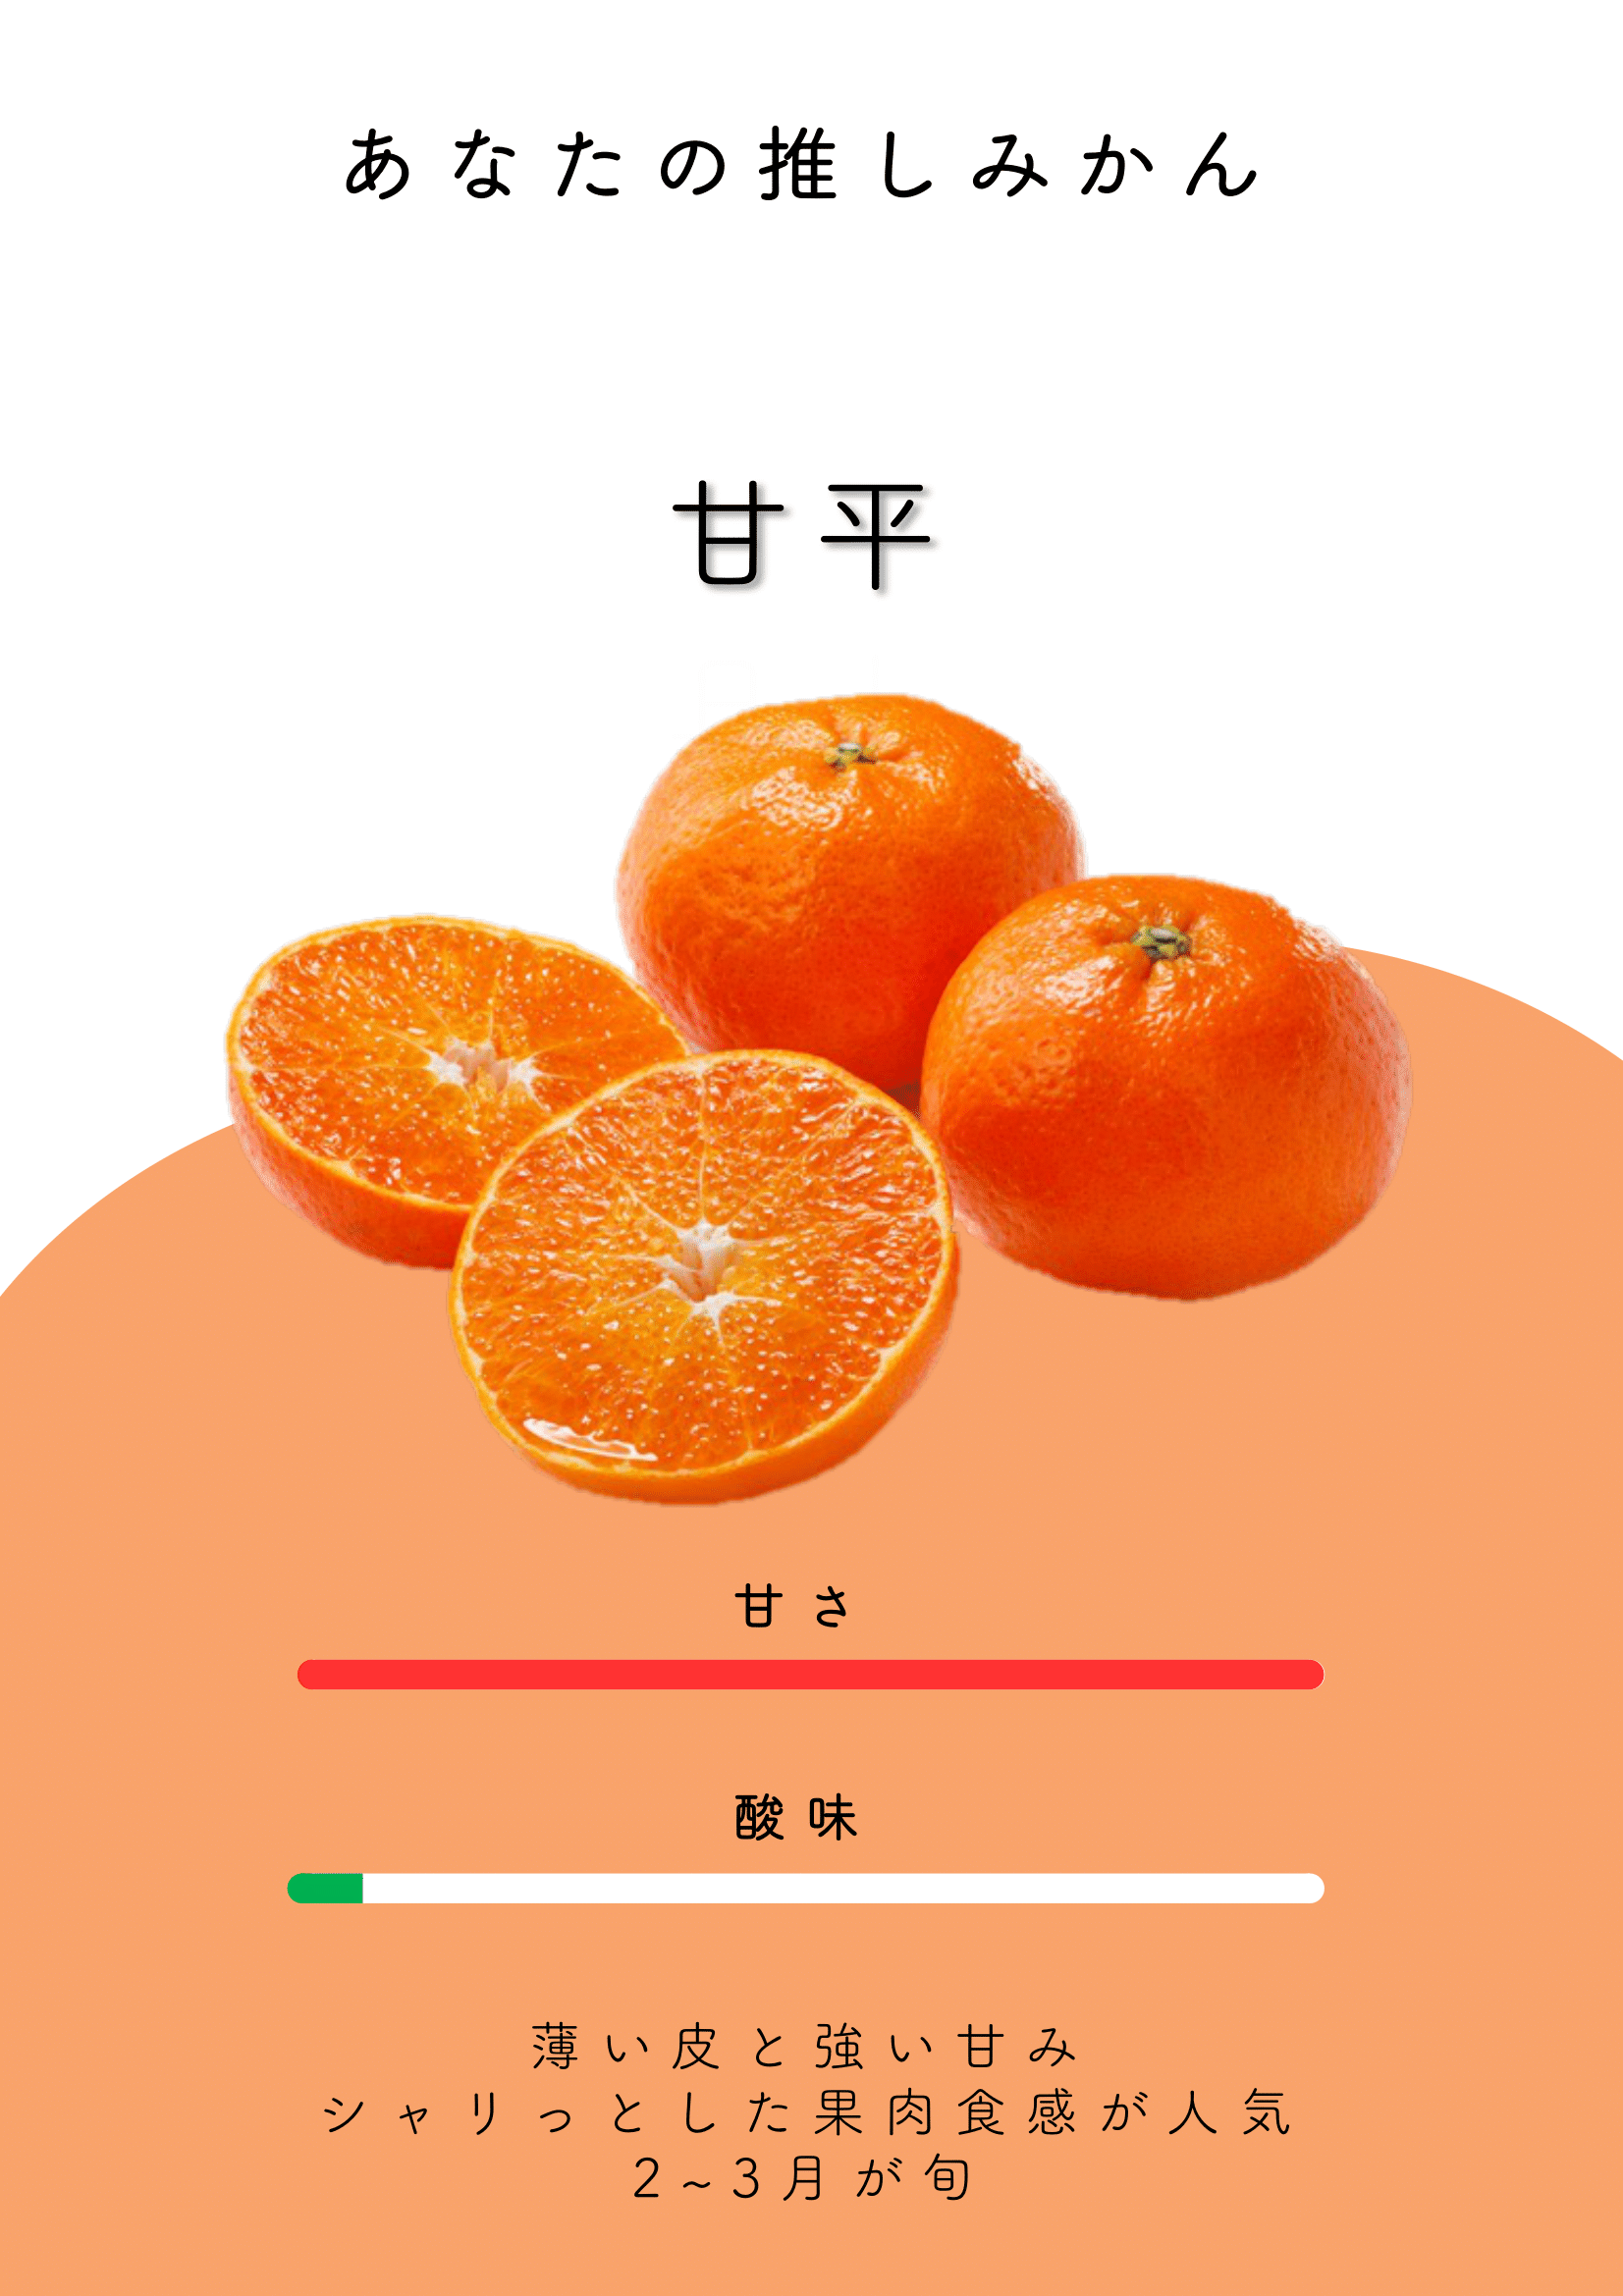 あなたの推しみかん
甘平
甘さ
酸味
薄い皮と強い甘み
シャリっとした果肉食感が人気
2~3月が旬